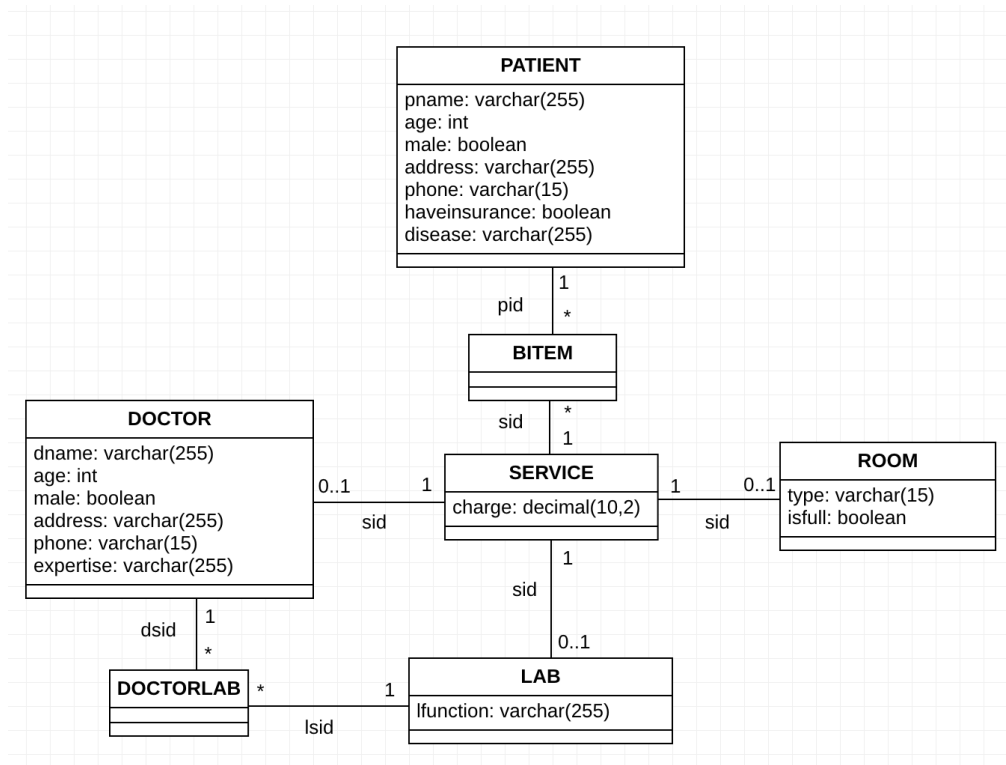 PATIENT
pname: varchar(255)
age: int
male: boolean
address: varchar(255)
phone: varchar(15)
haveinsurance: boolean
disease: varchar(255)
1
pid
*
BITEM
sid
*
1
DOCTOR
dname: varchar(255)
age: int
male: boolean
address: varchar(255)
phone: varchar(15)
expertise: varchar(255)
0..1
1
sid
SERVICE
charge: decimal(10,2)
1
0..1
sid
ROOM
type: varchar(15)
isfull: boolean
1
sid
0..1
dsid
1
*
DOCTORLAB
*
1
lsid
LAB
lfunction: varchar(255)